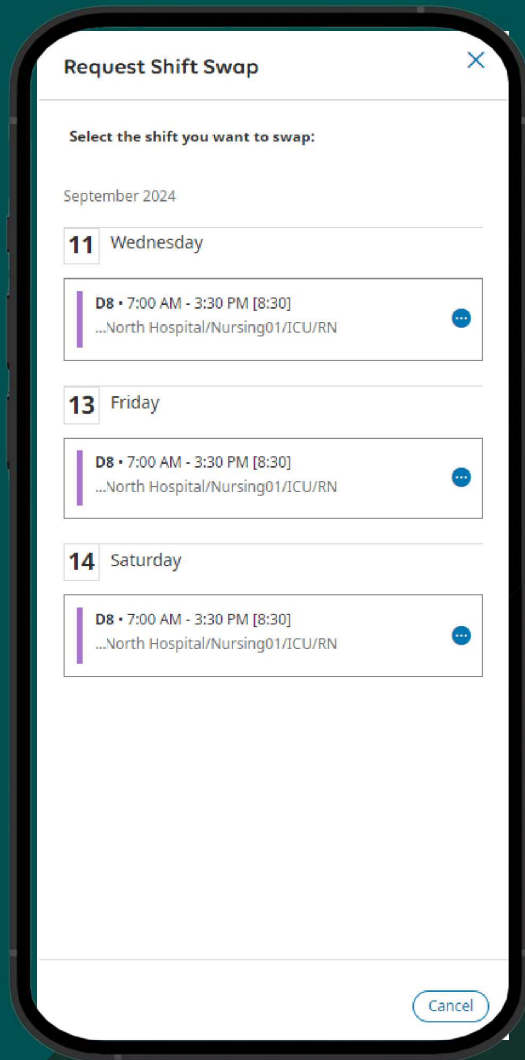 Request Shift Swap
Select the shift you want to swap:
September 2024
11 Wednesday
D8 • 7:00 AM - 3:30 PM [8:30]
...North Hospital/Nursing01/ICU/RN
13 Friday
D8 • 7:00 AM - 3:30 PM [8:30]
...North Hospital/Nursing01/ICU/RN
14 Saturday
D8 • 7:00 AM - 3:30 PM [8:30]
...North Hospital/Nursing01/ICU/RN
Cancel